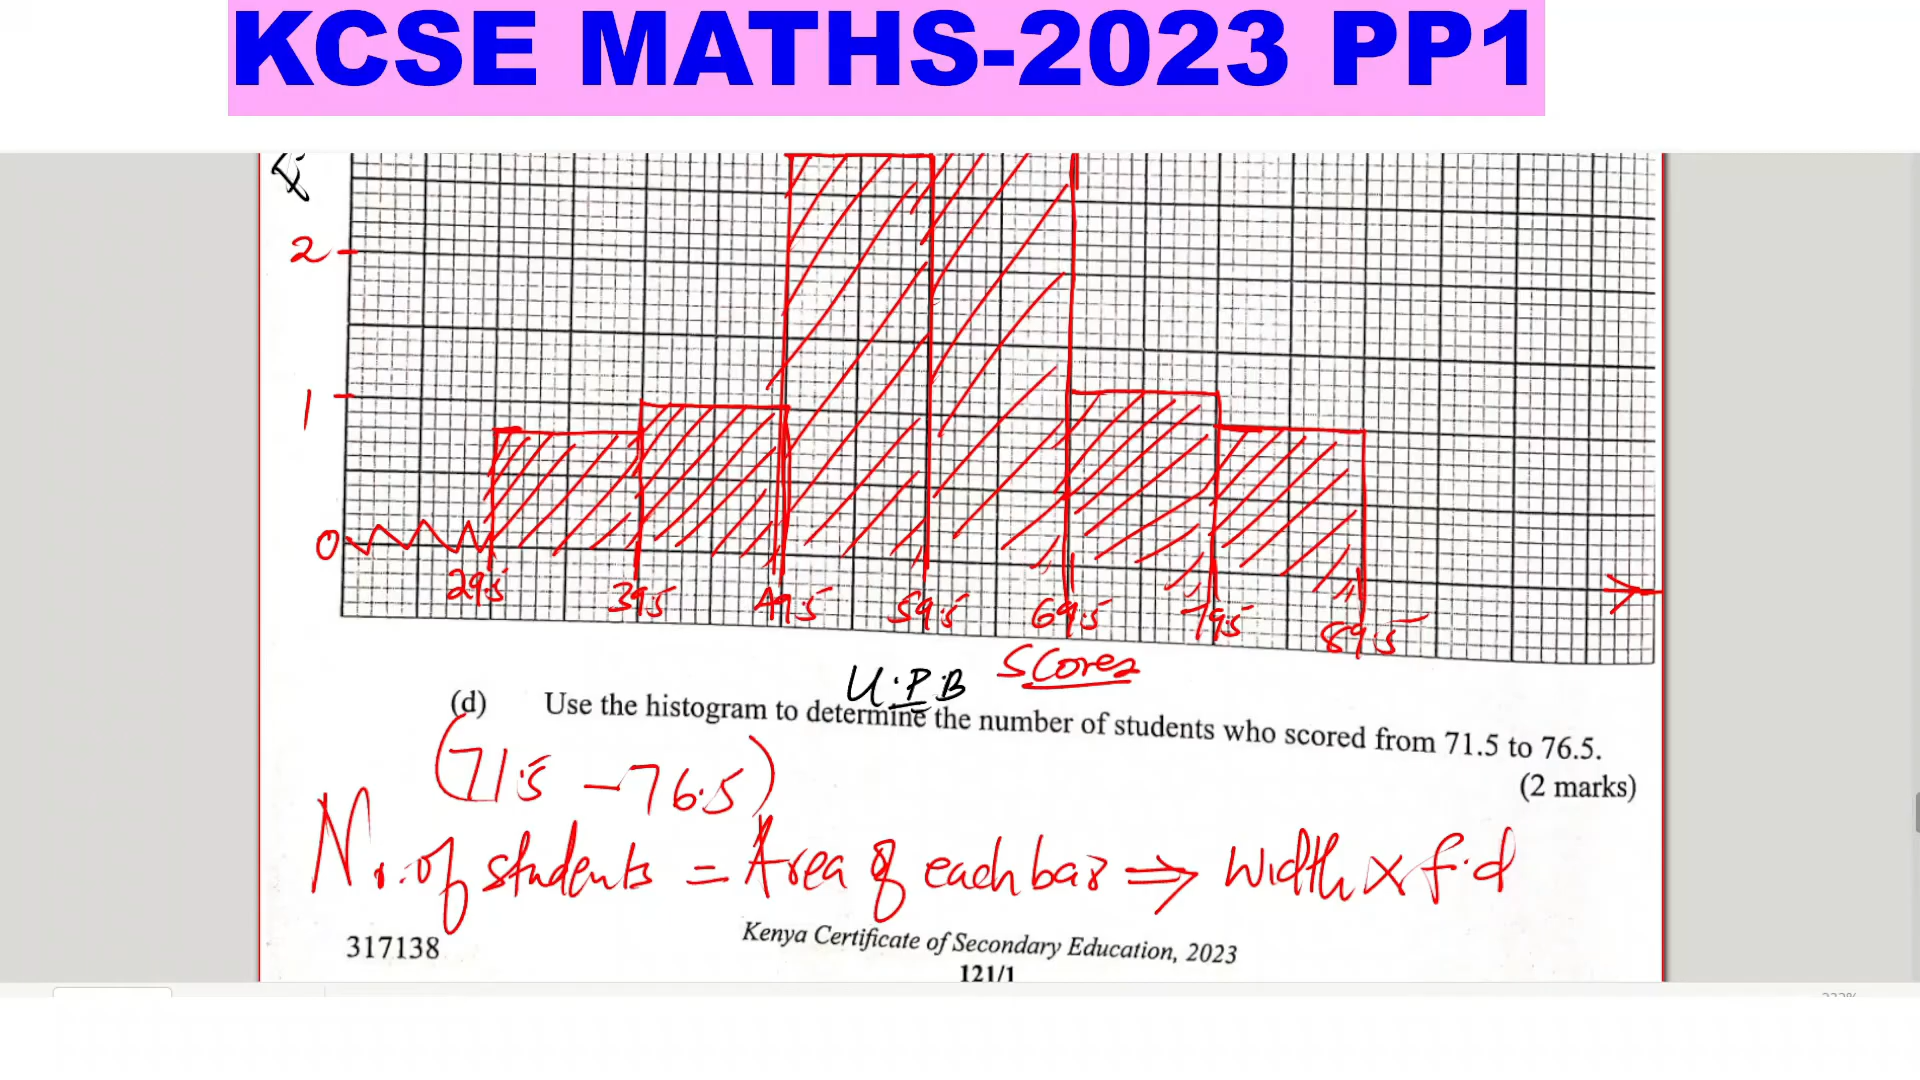 KCSE MATHS-2023 PP1
2
1
0
29.5 39.5 49.5 59.5 69.5 79.5 89.5
Scores
U.P.B
(d) Use the histogram to determine the number of students who scored from 71.5 to 76.5.
(2 marks)
(71.5 - 76.5)
Nr. of students = Area of each bar ⇒ width x f.d
317138
Kenya Certificate of Secondary Education, 2023
121/1